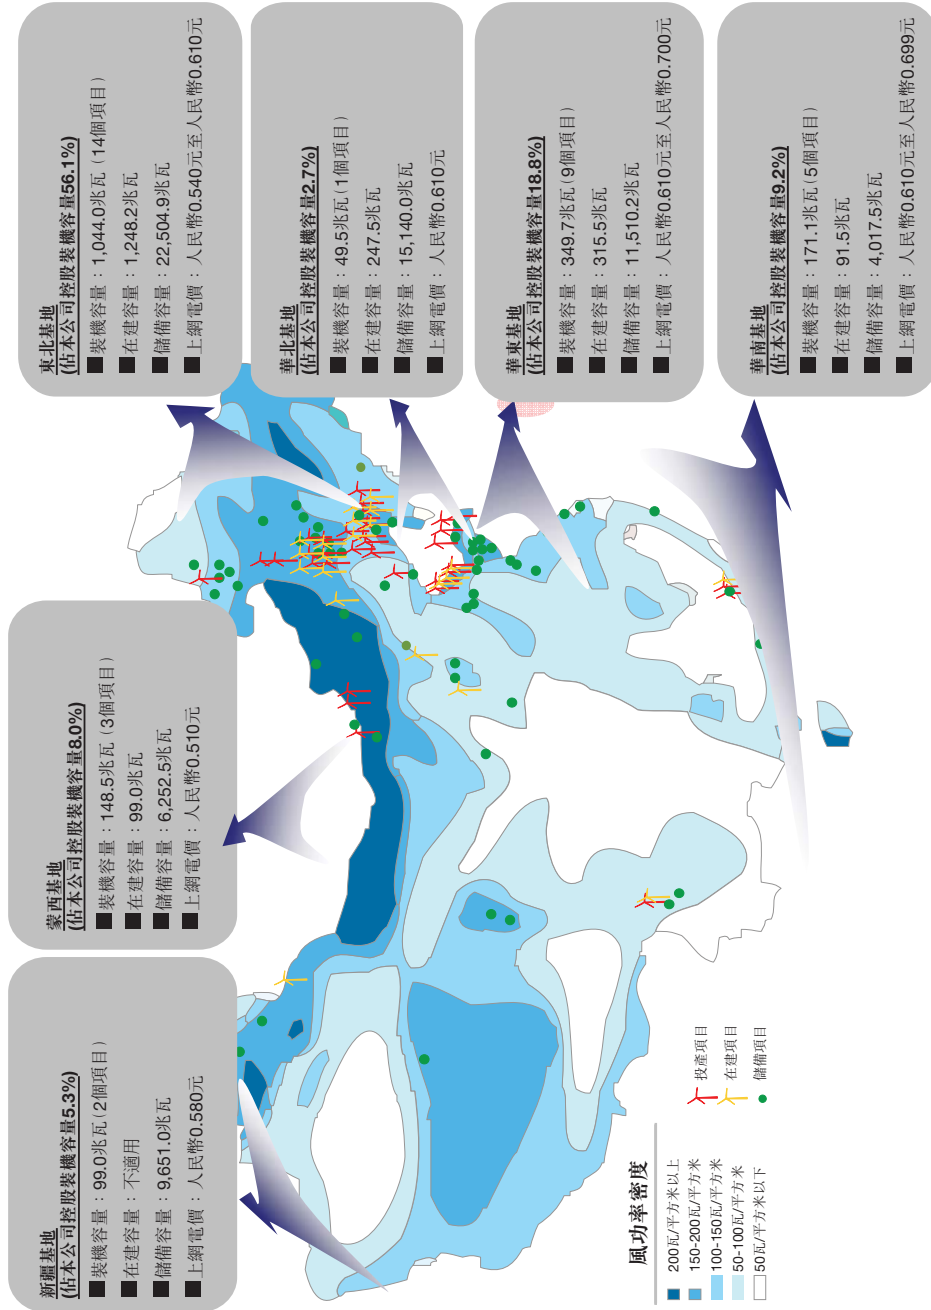 新疆基地
(佔本公司控股裝機容量5.3%)
裝機容量：99.0兆瓦(2個項目)
在建容量：不適用
儲備容量：9,651.0兆瓦
上網電價：人民幣0.580元
蒙西基地
(佔本公司控股裝機容量8.0%)
裝機容量：148.5兆瓦 (3個項目)
在建容量：99.0兆瓦
儲備容量：6,252.5兆瓦
上網電價：人民幣0.510元
東北基地
(佔本公司控股裝機容量56.1%)
裝機容量：1,044.0兆瓦 (14個項目)
在建容量：1,248.2兆瓦
儲備容量：22,504.9兆瓦
上網電價：人民幣0.540元至人民幣0.610元
華北基地
(佔本公司控股裝機容量2.7%)
裝機容量：49.5兆瓦(1個項目)
在建容量：247.5兆瓦
儲備容量：15,140.0兆瓦
上網電價：人民幣0.610元
華東基地
(佔本公司控股裝機容量18.8%)
裝機容量：349.7兆瓦(9個項目)
在建容量：315.5兆瓦
儲備容量：11,510.2兆瓦
上網電價：人民幣0.610元至人民幣0.700元
華南基地
(佔本公司控股裝機容量9.2%)
裝機容量：171.1兆瓦(5個項目)
在建容量：91.5兆瓦
儲備容量：4,017.5兆瓦
上網電價：人民幣0.610元至人民幣0.699元
風功率密度
200瓦/平方米以上
150-200瓦/平方米
100-150瓦/平方米
50-100瓦/平方米
50瓦/平方米以下
投產項目
在建項目
儲備項目